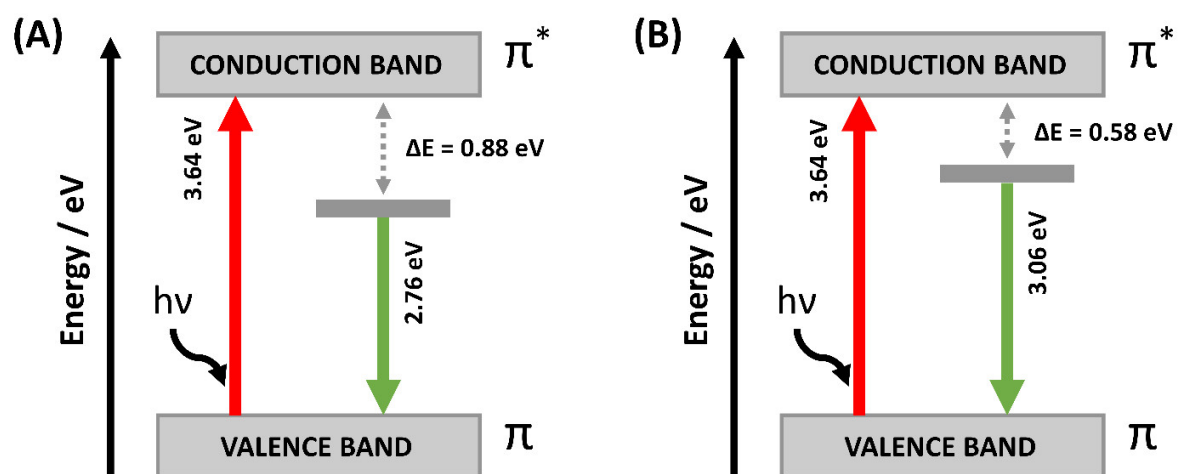 (A)
CONDUCTION BAND
π*
3.64 eV
ΔE = 0.88 eV
2.76 eV
hν
Energy / eV
VALENCE BAND
π
(B)
CONDUCTION BAND
π*
3.64 eV
ΔE = 0.58 eV
3.06 eV
hν
Energy / eV
VALENCE BAND
π